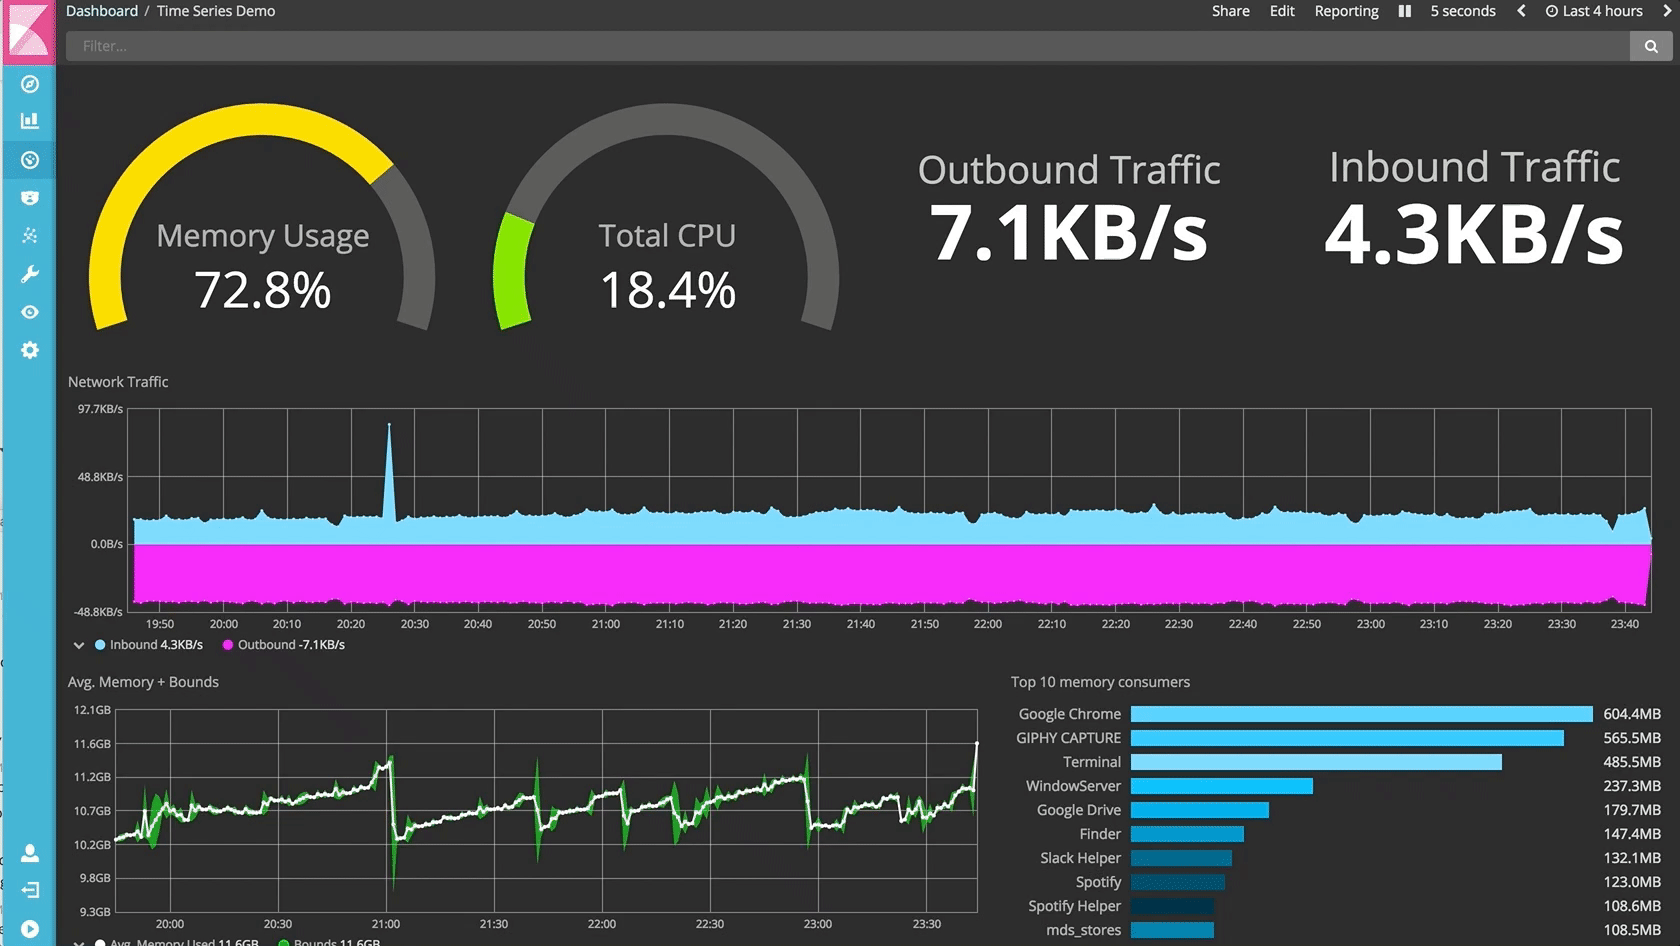 Dashboard / Time Series Demo
Share Edit Reporting 5 seconds Last 4 hours
Filter...
Memory Usage
72.8%
Total CPU
18.4%
Outbound Traffic
7.1KB/s
Inbound Traffic
4.3KB/s
Network Traffic
97.7KB/s
48.8KB/s
0.0B/s
-48.8KB/s
19:50 20:00 20:10 20:20 20:30 20:40 20:50 21:00 21:10 21:20 21:30 21:40 21:50 22:00 22:10 22:20 22:30 22:40 22:50 23:00 23:10 23:20 23:30 23:40
Inbound 4.3KB/s Outbound -7.1KB/s
Avg. Memory + Bounds
12.1GB
11.6GB
11.2GB
10.7GB
10.2GB
9.8GB
9.3GB
20:00 20:30 21:00 21:30 22:00 22:30 23:00 23:30
Avg. Memory Used 11.6GB Bounds 11.6GB
Top 10 memory consumers
Google Chrome 604.4MB
GIPHY CAPTURE 565.5MB
Terminal 485.5MB
WindowServer 237.3MB
Google Drive 179.7MB
Finder 147.4MB
Slack Helper 132.1MB
Spotify 123.0MB
Spotify Helper 108.6MB
mds_stores 108.5MB